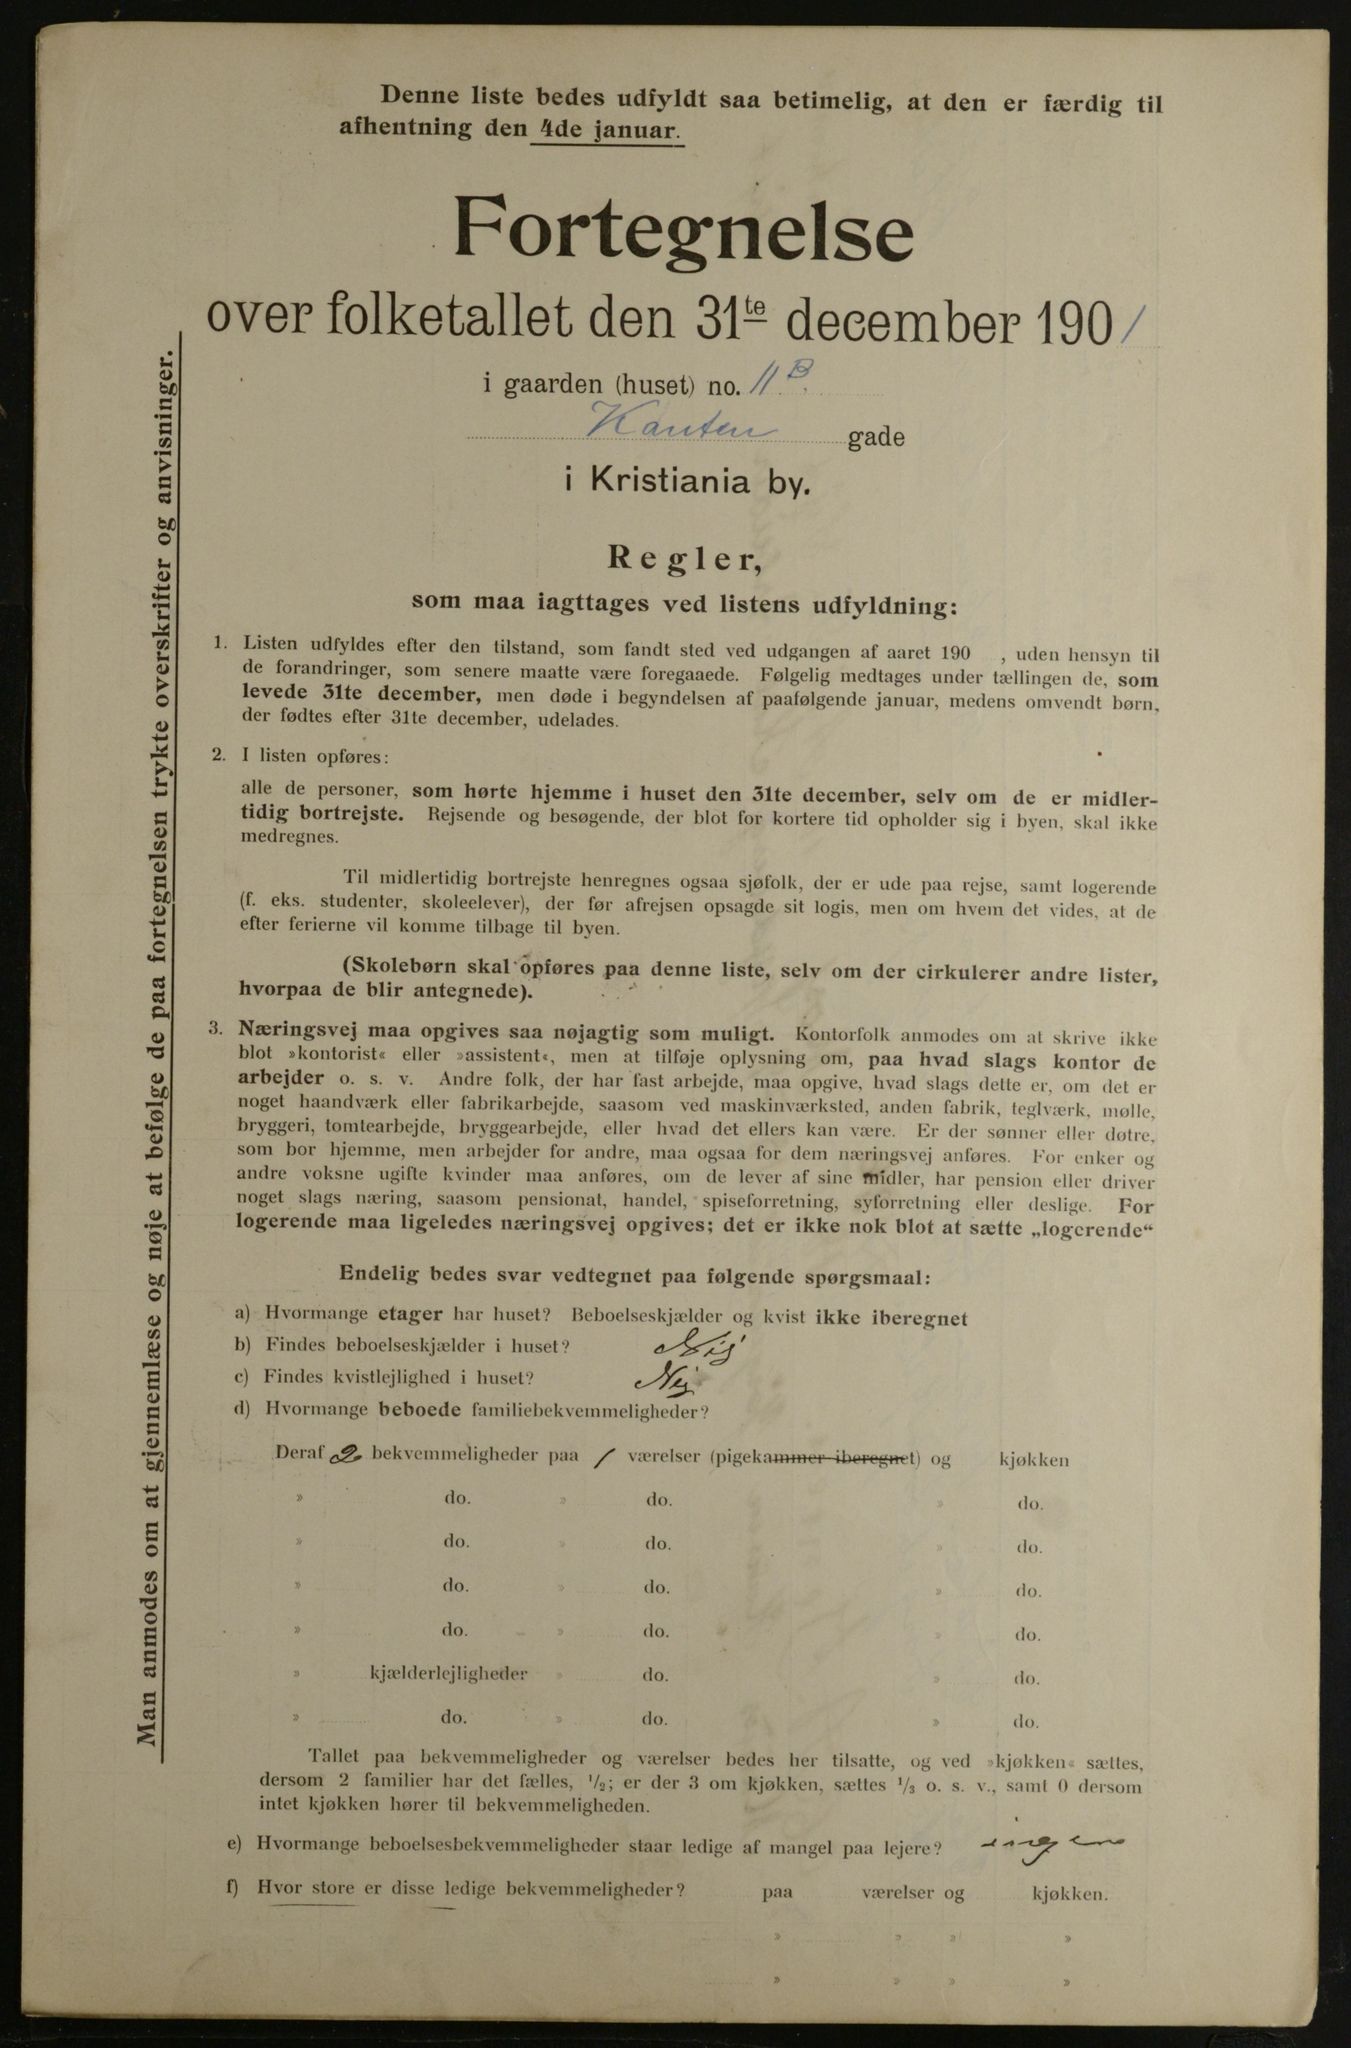 Denne liste bedes udfyldt saa betimelig, at den er færdig til
afhentning den 4de januar.
Fortegnelse
over folketallet den 31te december 1901
i gaarden (huset) no. 11B.
Kanten gade
i Kristiania by.
Regler,
som maa iagttages ved listens udfyldning:
1. Listen udfyldes efter den tilstand, som fandt sted ved udgangen af aaret 190 , uden hensyn til
de forandringer, som senere maatte være foregaaede. Følgelig medtages under tællingen de, som
levede 31te december, men døde i begyndelsen af paafølgende januar, medens omvendt børn,
der fødtes efter 31te december, udelades.
2. I listen opføres:
alle de personer, som hørte hjemme i huset den 31te december, selv om de er midler-
tidig bortrejste. Rejsende og besøgende, der blot for kortere tid opholder sig i byen, skal ikke
medregnes.
Til midlertidig bortrejste henregnes ogsaa sjøfolk, der er ude paa rejse, samt logerende
(f. eks. studenter, skoleelever), der før afrejsen opsagde sit logis, men om hvem det vides, at de
efter ferierne vil komme tilbage til byen.
(Skolebørn skal opføres paa denne liste, selv om der cirkulerer andre lister,
hvorpaa de blir antegnede).
3. Næringsvej maa opgives saa nøjagtig som muligt. Kontorfolk anmodes om at skrive ikke
blot »kontorist« eller »assistent«, men at tilføje oplysning om, paa hvad slags kontor de
arbejder o. s. v. Andre folk, der har fast arbejde, maa opgive, hvad slags dette er, om det er
noget haandværk eller fabrikarbejde, saasom ved maskinværksted, anden fabrik, teglværk, mølle,
bryggeri, tomtearbejde, bryggearbejde, eller hvad det ellers kan være. Er der sønner eller døtre,
som bor hjemme, men arbejder for andre, maa ogsaa for dem næringsvej anføres. For enker og
andre voksne ugifte kvinder maa anføres, om de lever af sine midler, har pension eller driver
noget slags næring, saasom pensionat, handel, spiseforretning, syforretning eller deslige. For
logerende maa ligeledes næringsvej opgives; det er ikke nok blot at sætte „logerende“
Endelig bedes svar vedtegnet paa følgende spørgsmaal:
a) Hvormange etager har huset? Beboelseskjælder og kvist ikke iberegnet
b) Findes beboelseskjælder i huset? Nej
c) Findes kvistlejlighed i huset? Nej
d) Hvormange beboede familiebekvemmeligheder?
Deraf 2 bekvemmeligheder paa 1 værelser (pigekammer iberegnet) og kjøkken
» do. » do. » do.
» do. » do. » do.
» do. » do. » do.
» do. » do. » do.
» kjælderlejligheder » do. » do.
» do. » do. » do.
Tallet paa bekvemmeligheder og værelser bedes her tilsatte, og ved »kjøkken« sættes,
dersom 2 familier har det fælles, 1/2; er der 3 om kjøkken, sættes 1/3 o. s. v., samt 0 dersom
intet kjøkken hører til bekvemmeligheden.
e) Hvormange beboelsesbekvemmeligheder staar ledige af mangel paa lejere? ingen
f) Hvor store er disse ledige bekvemmeligheder? paa værelser og kjøkken.
» » » »
» » » »
Man anmodes om at gjennemlæse og nøje at befølge de paa fortegnelsen trykte overskrifter og anvisninger.